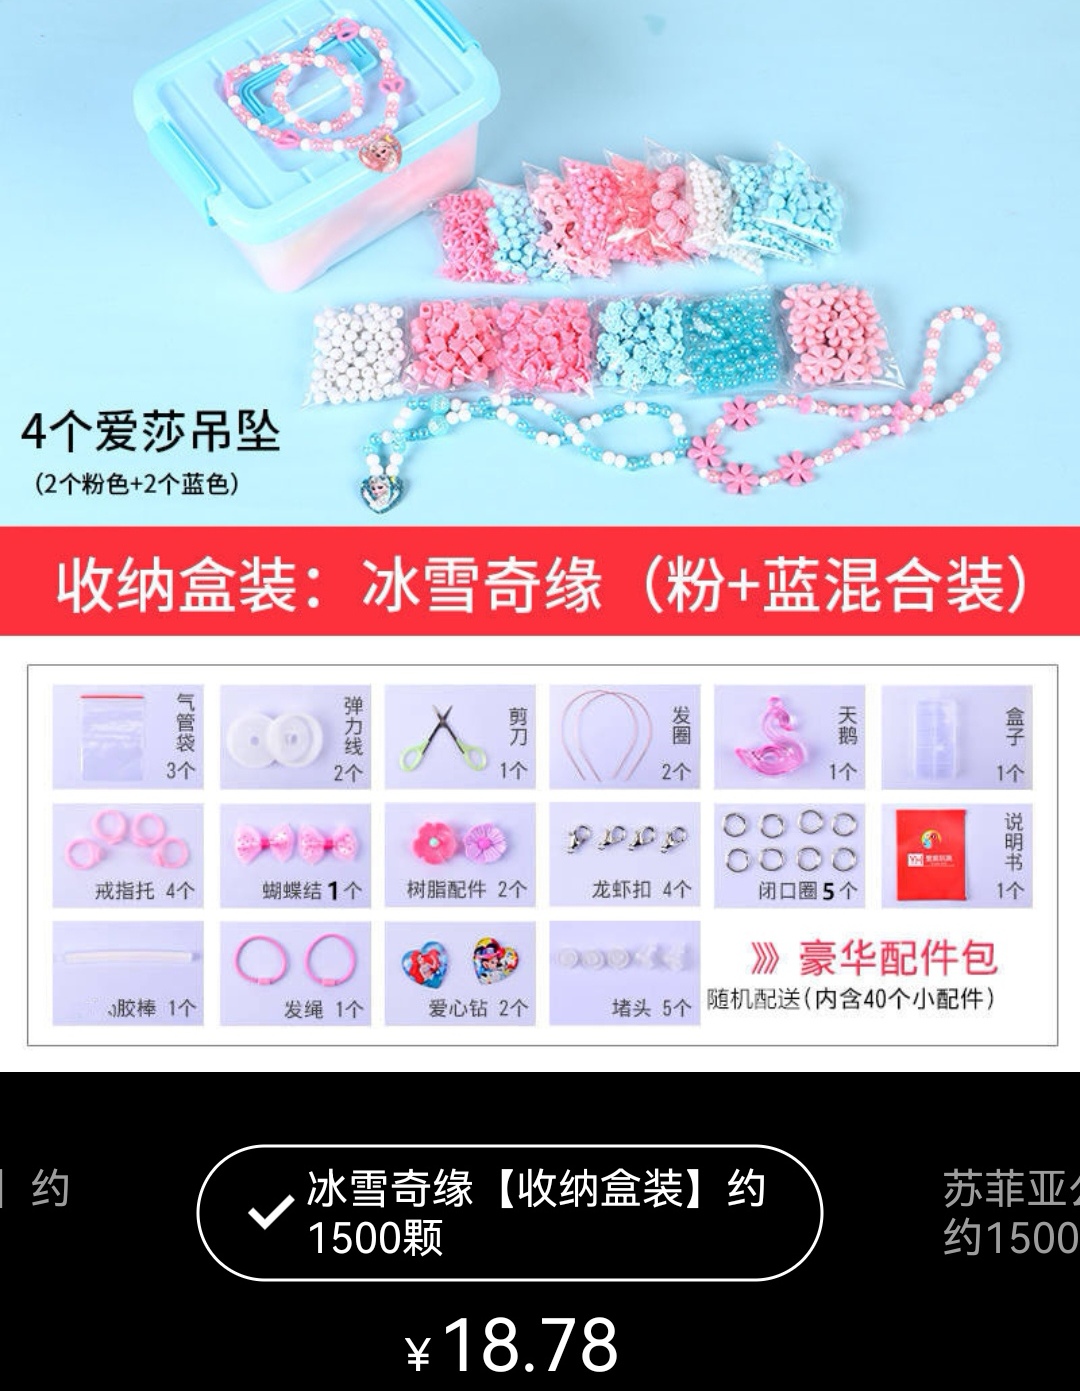 4个爱莎吊坠
(2个粉色+2个蓝色)
收纳盒装：冰雪奇缘（粉+蓝混合装）
气管袋
3个
弹力线
2个
剪刀
1个
发圈
2个
天鹅
1个
盒子
1个
戒指托 4个
蝴蝶结1个
树脂配件 2个
龙虾扣 4个
闭口圈5个
YH
说明书
1个
胶棒 1个
发绳 1个
爱心钻 2个
堵头 5个
》 豪华配件包
随机配送(内含40个小配件)
】约
冰雪奇缘【收纳盒装】约
1500颗
苏菲亚
约1500
¥18.78